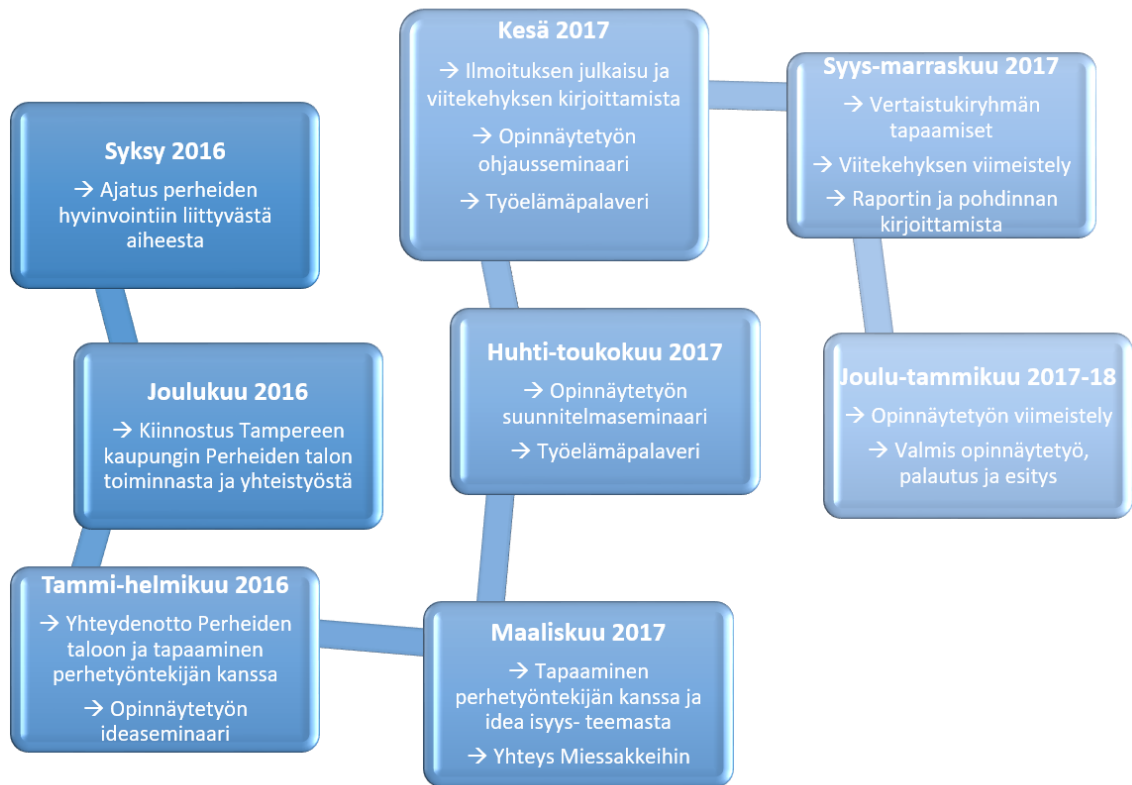 Syksy 2016
→ Ajatus perheiden
hyvinvointiin liittyvästä
aiheesta
Joulukuu 2016
→ Kiinnostus Tampereen
kaupungin Perheiden talon
toiminnasta ja yhteistyöstä
Tammi-helmikuu 2016
→ Yhteydenotto Perheiden
taloon ja tapaaminen
perhetyöntekijän kanssa
→ Opinnäytetyön
ideaseminaari
Maaliskuu 2017
→ Tapaaminen
perhetyöntekijän kanssa ja
idea isyys- teemasta
→ Yhteys Miessakkeihin
Huhti-toukokuu 2017
→ Opinnäytetyön
suunnitelmaseminaari
→ Työelämäpalaveri
Kesä 2017
→ Ilmoituksen julkaisu ja
viitekehyksen kirjoittamista
→ Opinnäytetyön
ohjausseminaari
→ Työelämäpalaveri
Syys-marraskuu 2017
→ Vertaistukiryhmän
tapaamiset
→ Viitekehyksen viimeistely
→ Raportin ja pohdinnan
kirjoittamista
Joulu-tammikuu 2017-18
→ Opinnäytetyön viimeistely
→ Valmis opinnäytetyö,
palautus ja esitys